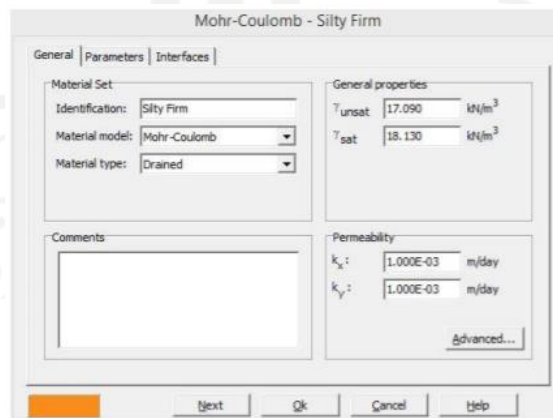 Mohr-Coulomb - Silty Firm
General Parameters Interfaces
Material Set
Identification: Silty Firm
Material model: Mohr-Coulomb
Material type: Drained
General properties
γunsat 17.090 kN/m³
γsat 18.130 kN/m³
Comments
Permeability
kx: 1.000E-03 m/day
ky: 1.000E-03 m/day
Advanced...
Next Ok Cancel Help